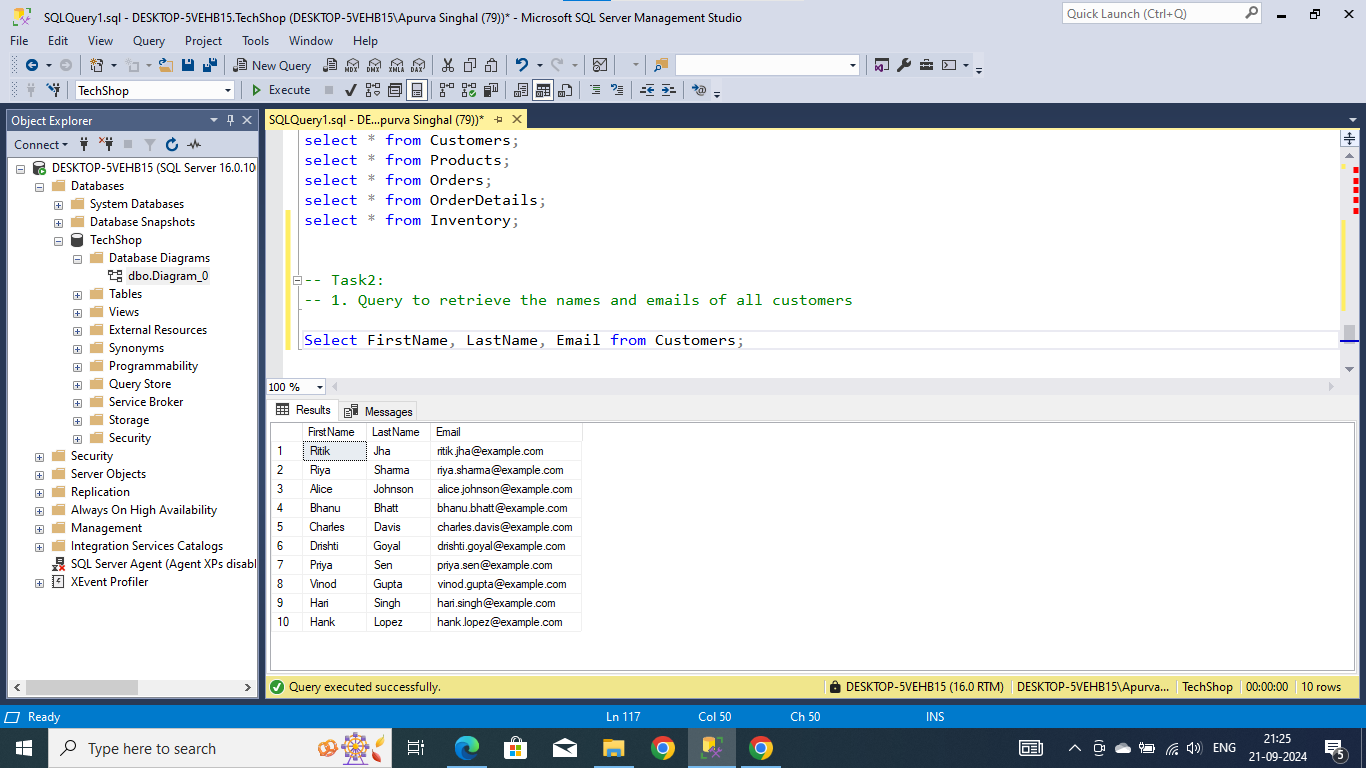 SQLQuery1.sql - DESKTOP-5VEHB15.TechShop (DESKTOP-5VEHB15\Apurva Singhal (79))* - Microsoft SQL Server Management Studio
Quick Launch (Ctrl+Q)
File Edit View Query Project Tools Window Help
New Query
MDX DMX XMLA DAX
TechShop
Execute
Object Explorer
Connect
DESKTOP-5VEHB15 (SQL Server 16.0.10
Databases
System Databases
Database Snapshots
TechShop
Database Diagrams
dbo.Diagram_0
Tables
Views
External Resources
Synonyms
Programmability
Query Store
Service Broker
Storage
Security
Security
Server Objects
Replication
Always On High Availability
Management
Integration Services Catalogs
SQL Server Agent (Agent XPs disabl
XEvent Profiler
SQLQuery1.sql - DE...purva Singhal (79))*
select * from Customers;
select * from Products;
select * from Orders;
select * from OrderDetails;
select * from Inventory;
-- Task2:
-- 1. Query to retrieve the names and emails of all customers
Select FirstName, LastName, Email from Customers;
100 %
Results Messages
FirstName LastName Email
1 Ritik Jha ritik.jha@example.com
2 Riya Sharma riya.sharma@example.com
3 Alice Johnson alice.johnson@example.com
4 Bhanu Bhatt bhanu.bhatt@example.com
5 Charles Davis charles.davis@example.com
6 Drishti Goyal drishti.goyal@example.com
7 Priya Sen priya.sen@example.com
8 Vinod Gupta vinod.gupta@example.com
9 Hari Singh hari.singh@example.com
10 Hank Lopez hank.lopez@example.com
Query executed successfully.
DESKTOP-5VEHB15 (16.0 RTM) DESKTOP-5VEHB15\Apurva... TechShop 00:00:00 10 rows
Ready Ln 117 Col 50 Ch 50 INS
Type here to search
ENG
21:25
21-09-2024
5